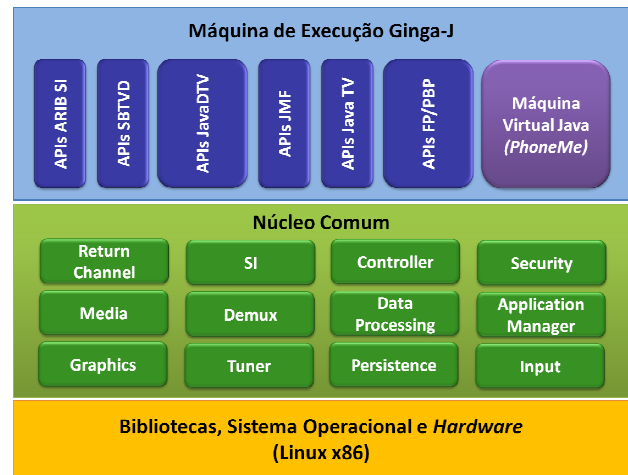 Máquina de Execução Ginga-J
APIs ARIB SI
APIs SBTVD
APIs JavaDTV
APIs JMF
APIs Java TV
APIs FP/PBP
Máquina
Virtual Java
(PhoneMe)
Núcleo Comum
Return
Channel
SI
Controller
Security
Media
Demux
Data
Processing
Application
Manager
Graphics
Tuner
Persistence
Input
Bibliotecas, Sistema Operacional e Hardware
(Linux x86)